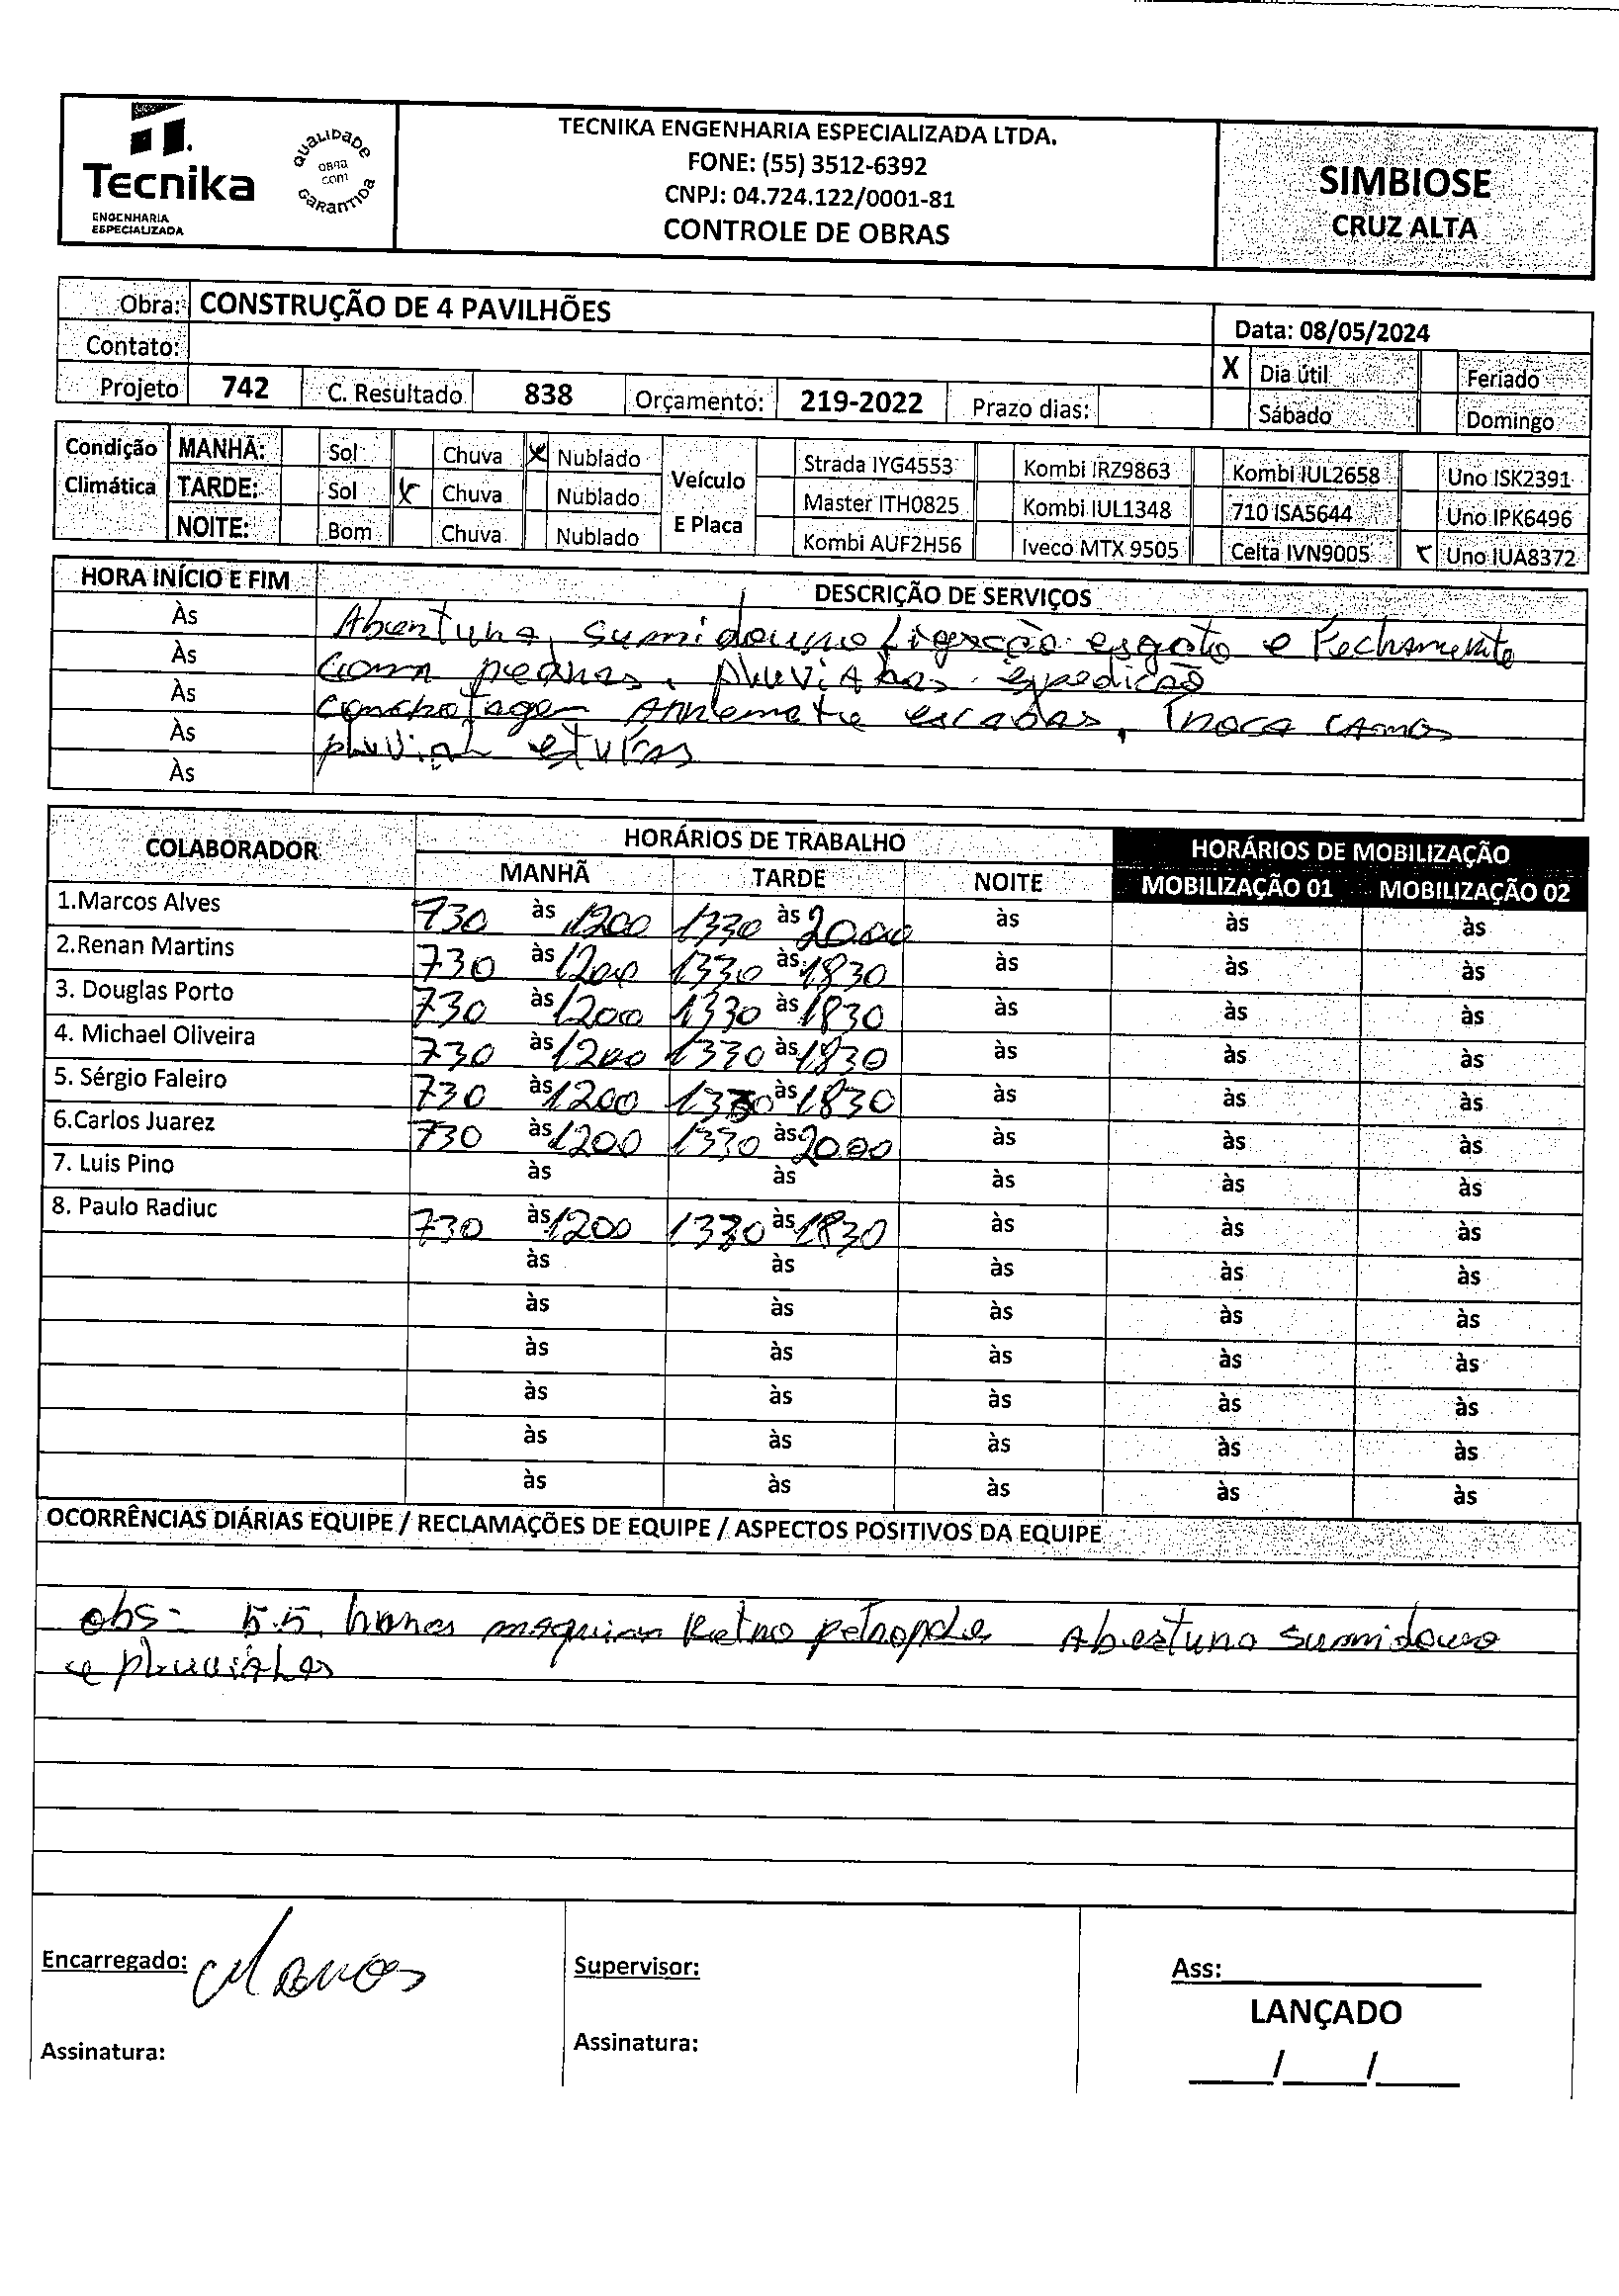 Tecnika
ENGENHARIA
ESPECIALIZADA
QUALIDADE
OBRA
COM
GARANTIDA
TECNIKA ENGENHARIA ESPECIALIZADA LTDA.
FONE: (55) 3512-6392
CNPJ: 04.724.122/0001-81
CONTROLE DE OBRAS
SIMBIOSE
CRUZ ALTA
Obra: CONSTRUÇÃO DE 4 PAVILHÕES
Data: 08/05/2024
Contato:
X Dia útil Feriado
Projeto 742 C. Resultado 838 Orçamento: 219-2022 Prazo dias:
Sábado Domingo
Condição MANHÃ: Sol Chuva X Nublado Veículo Strada IYG4553 Kombi IRZ9863 Kombi IUL2658 Uno ISK2391
Climática TARDE: Sol X Chuva Nublado Master ITH0825 Kombi IUL1348 710 ISA5644 Uno IPK6496
NOITE: Bom Chuva Nublado E Placa Kombi AUF2H56 Iveco MTX 9505 Celta IVN9005 X Uno IUA8372
HORA INÍCIO E FIM DESCRIÇÃO DE SERVIÇOS
Às Abertura, sumidouro Ligação esgoto e Fechamento
Às com pedras. pluviAhas. Expedição
Às Arremate escadas, Troca CAnos
Às pluvial
Às
COLABORADOR HORÁRIOS DE TRABALHO HORÁRIOS DE MOBILIZAÇÃO
MANHÃ TARDE NOITE MOBILIZAÇÃO 01 MOBILIZAÇÃO 02
1.Marcos Alves 730 às 1200 1330 às 2000 às às às
2.Renan Martins 730 às 1200 1330 às 1830 às às às
3. Douglas Porto 730 às 1200 1330 às 1830 às às às
4. Michael Oliveira 730 às 1200 1330 às 1830 às às às
5. Sérgio Faleiro 730 às 1200 1330 às 1830 às às às
6.Carlos Juarez 730 às 1200 1330 às 2000 às às às
7. Luis Pino às às às às às
8. Paulo Radiuc 730 às 1200 1330 às 1830 às às às
às às às às às
às às às às às
às às às às às
às às às às às
às às às às às
às às às às às
OCORRÊNCIAS DIÁRIAS EQUIPE / RECLAMAÇÕES DE EQUIPE / ASPECTOS POSITIVOS DA EQUIPE
obs- 5.5. horas maquina Retro Abertura sumidouro
e pluviAhas
Encarregado: Marcos
Supervisor:
Ass:
LANÇADO
Assinatura:
Assinatura:
___/___/___